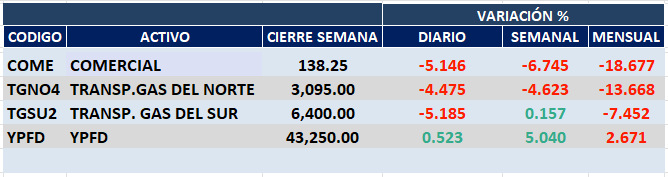 VARIACIÓN %
CODIGO ACTIVO CIERRE SEMANA DIARIO SEMANAL MENSUAL
COME COMERCIAL 138.25 -5.146 -6.745 -18.677
TGNO4 TRANSP.GAS DEL NORTE 3,095.00 -4.475 -4.623 -13.668
TGSU2 TRANSP. GAS DEL SUR 6,400.00 -5.185 0.157 -7.452
YPFD YPFD 43,250.00 0.523 5.040 2.671